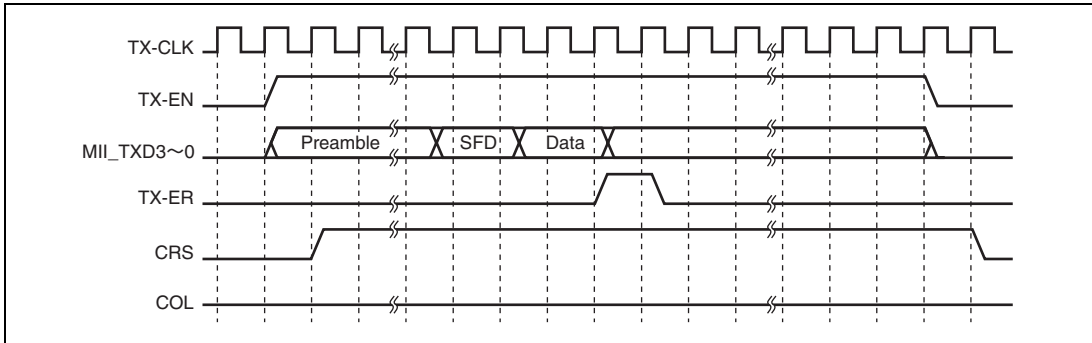 TX-CLK
TX-EN
MII_TXD3~0
Preamble
SFD
Data
TX-ER
CRS
COL